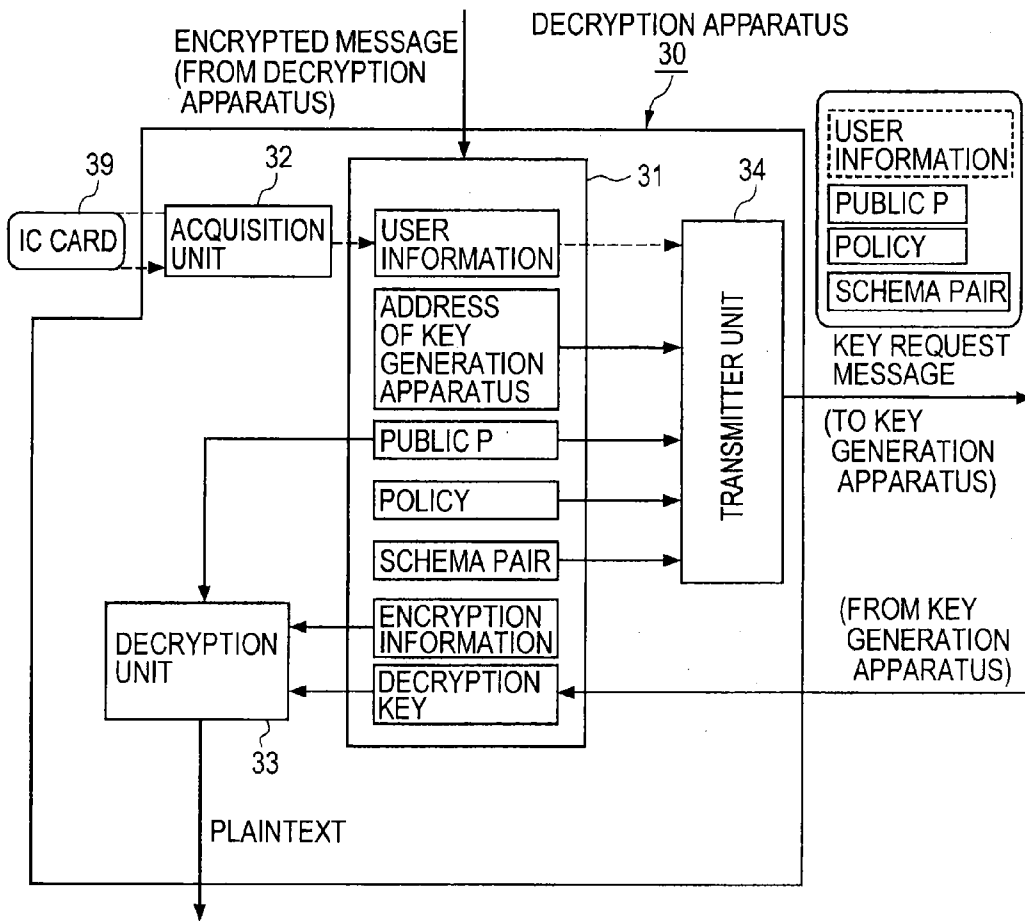 ENCRYPTED MESSAGE
(FROM DECRYPTION
APPARATUS)
DECRYPTION APPARATUS
30
39
IC CARD
32
ACQUISITION
UNIT
31
USER
INFORMATION
ADDRESS
OF KEY
GENERATION
APPARATUS
PUBLIC P
POLICY
SCHEMA PAIR
ENCRYPTION
INFORMATION
DECRYPTION
KEY
34
TRANSMITTER UNIT
USER
INFORMATION
PUBLIC P
POLICY
SCHEMA PAIR
KEY REQUEST
MESSAGE
(TO KEY
GENERATION
APPARATUS)
(FROM KEY
GENERATION
APPARATUS)
DECRYPTION
UNIT
33
PLAINTEXT